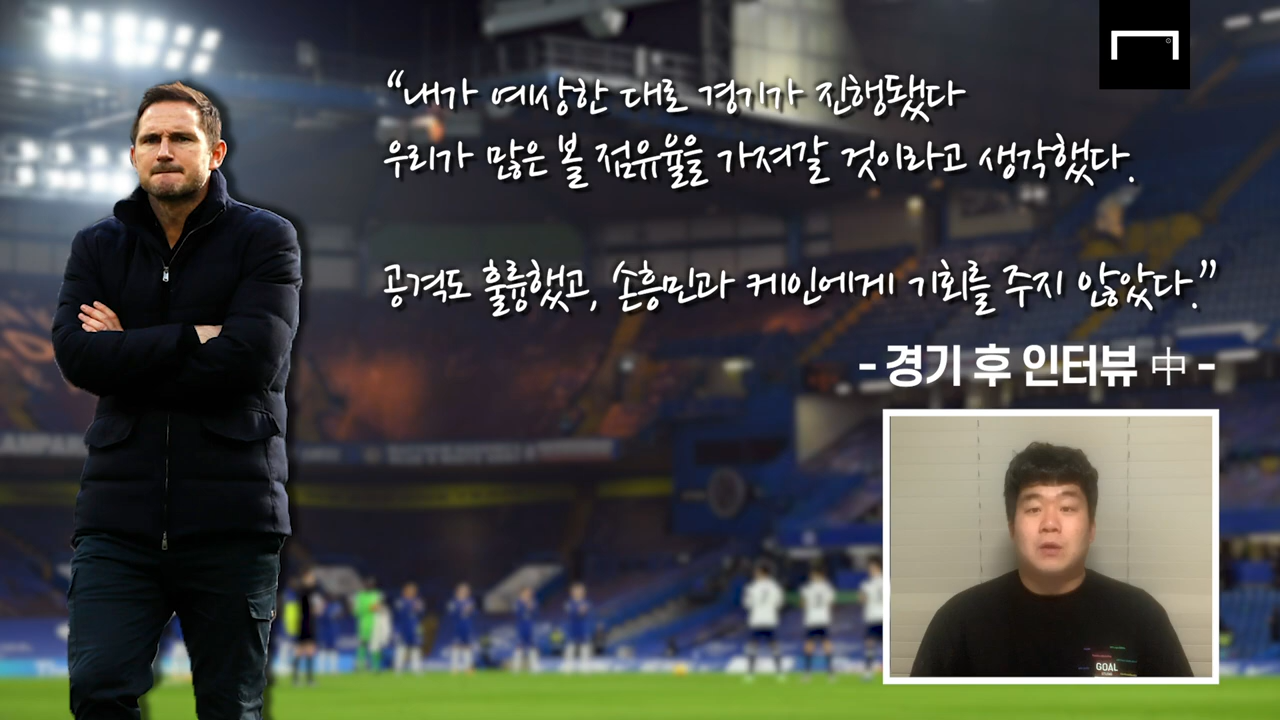 “내가 예상한 대로 경기가 진행됐다
우리가 많은 볼 점유율을 가져갈 것이라고 생각했다.
공격도 훌륭했고, 손흥민과 케인에게 기회를 주지 않았다.”
- 경기 후 인터뷰 中 -
GOAL